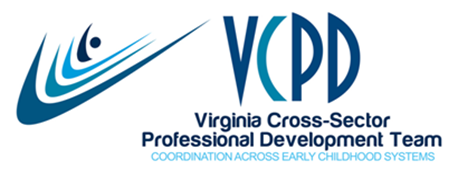 VCPD
Virginia Cross-Sector
Professional Development Team
COORDINATION ACROSS EARLY CHILDHOOD SYSTEMS